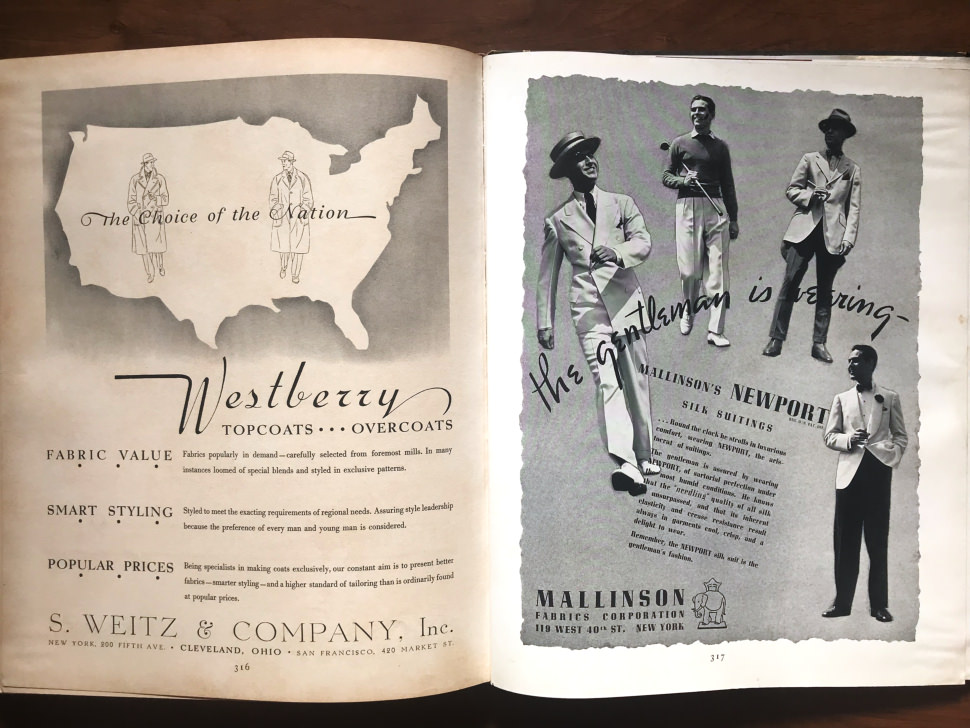 The Choice of the Nation
Westberry
TOPCOATS ••• OVERCOATS
FABRIC VALUE
Fabrics popularly in demand—carefully selected from foremost mills. In many
instances loomed of special blends and styled in exclusive patterns.
SMART STYLING
Styled to meet the exacting requirements of regional needs. Assuring style leadership
because the preference of every man and young man is considered.
POPULAR PRICES
Being specialists in making coats exclusively, our constant aim is to present better
fabrics—smarter styling—and a higher standard of tailoring than is ordinarily found
at popular prices.
S. WEITZ & COMPANY, Inc.
NEW YORK, 200 FIFTH AVE. • CLEVELAND, OHIO • SAN FRANCISCO, 420 MARKET ST.
316
the gentleman is wearing-
MALLINSON'S NEWPORT
REG. U.S. PAT. OFF.
SILK SUITINGS
...Round the clock he strolls in luxurious
comfort, wearing NEWPORT, the aris-
tocrat of suitings.
The gentleman is assured by wearing
NEWPORT, of sartorial perfection under
the most humid conditions. He knows
that the "needling" quality of all silk
is unsurpassed, and that its inherent
elasticity and crease resistance result
always in garments cool, crisp, and a
delight to wear.
Remember, the NEWPORT silk suit is the
gentleman's fashion.
MALLINSON
FABRICS CORPORATION
119 WEST 40th ST. NEW YORK
317